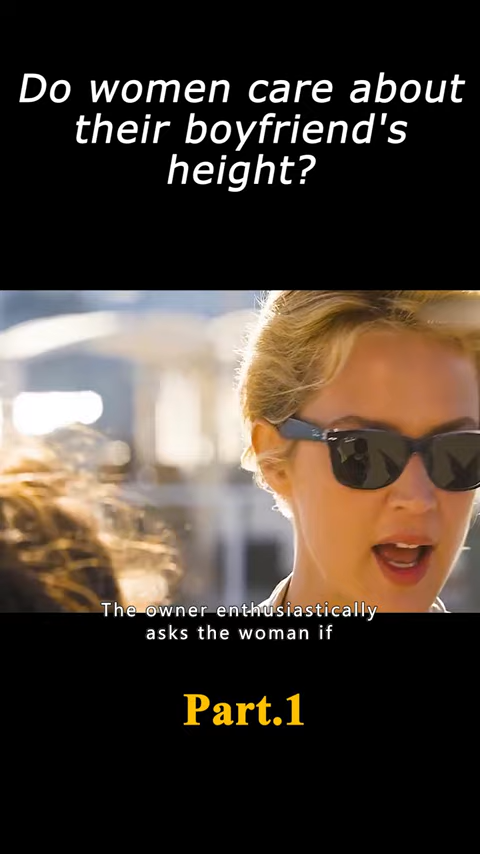 Do women care about
their boyfriend's
height?
The owner enthusiastically
asks the woman if
Part.1